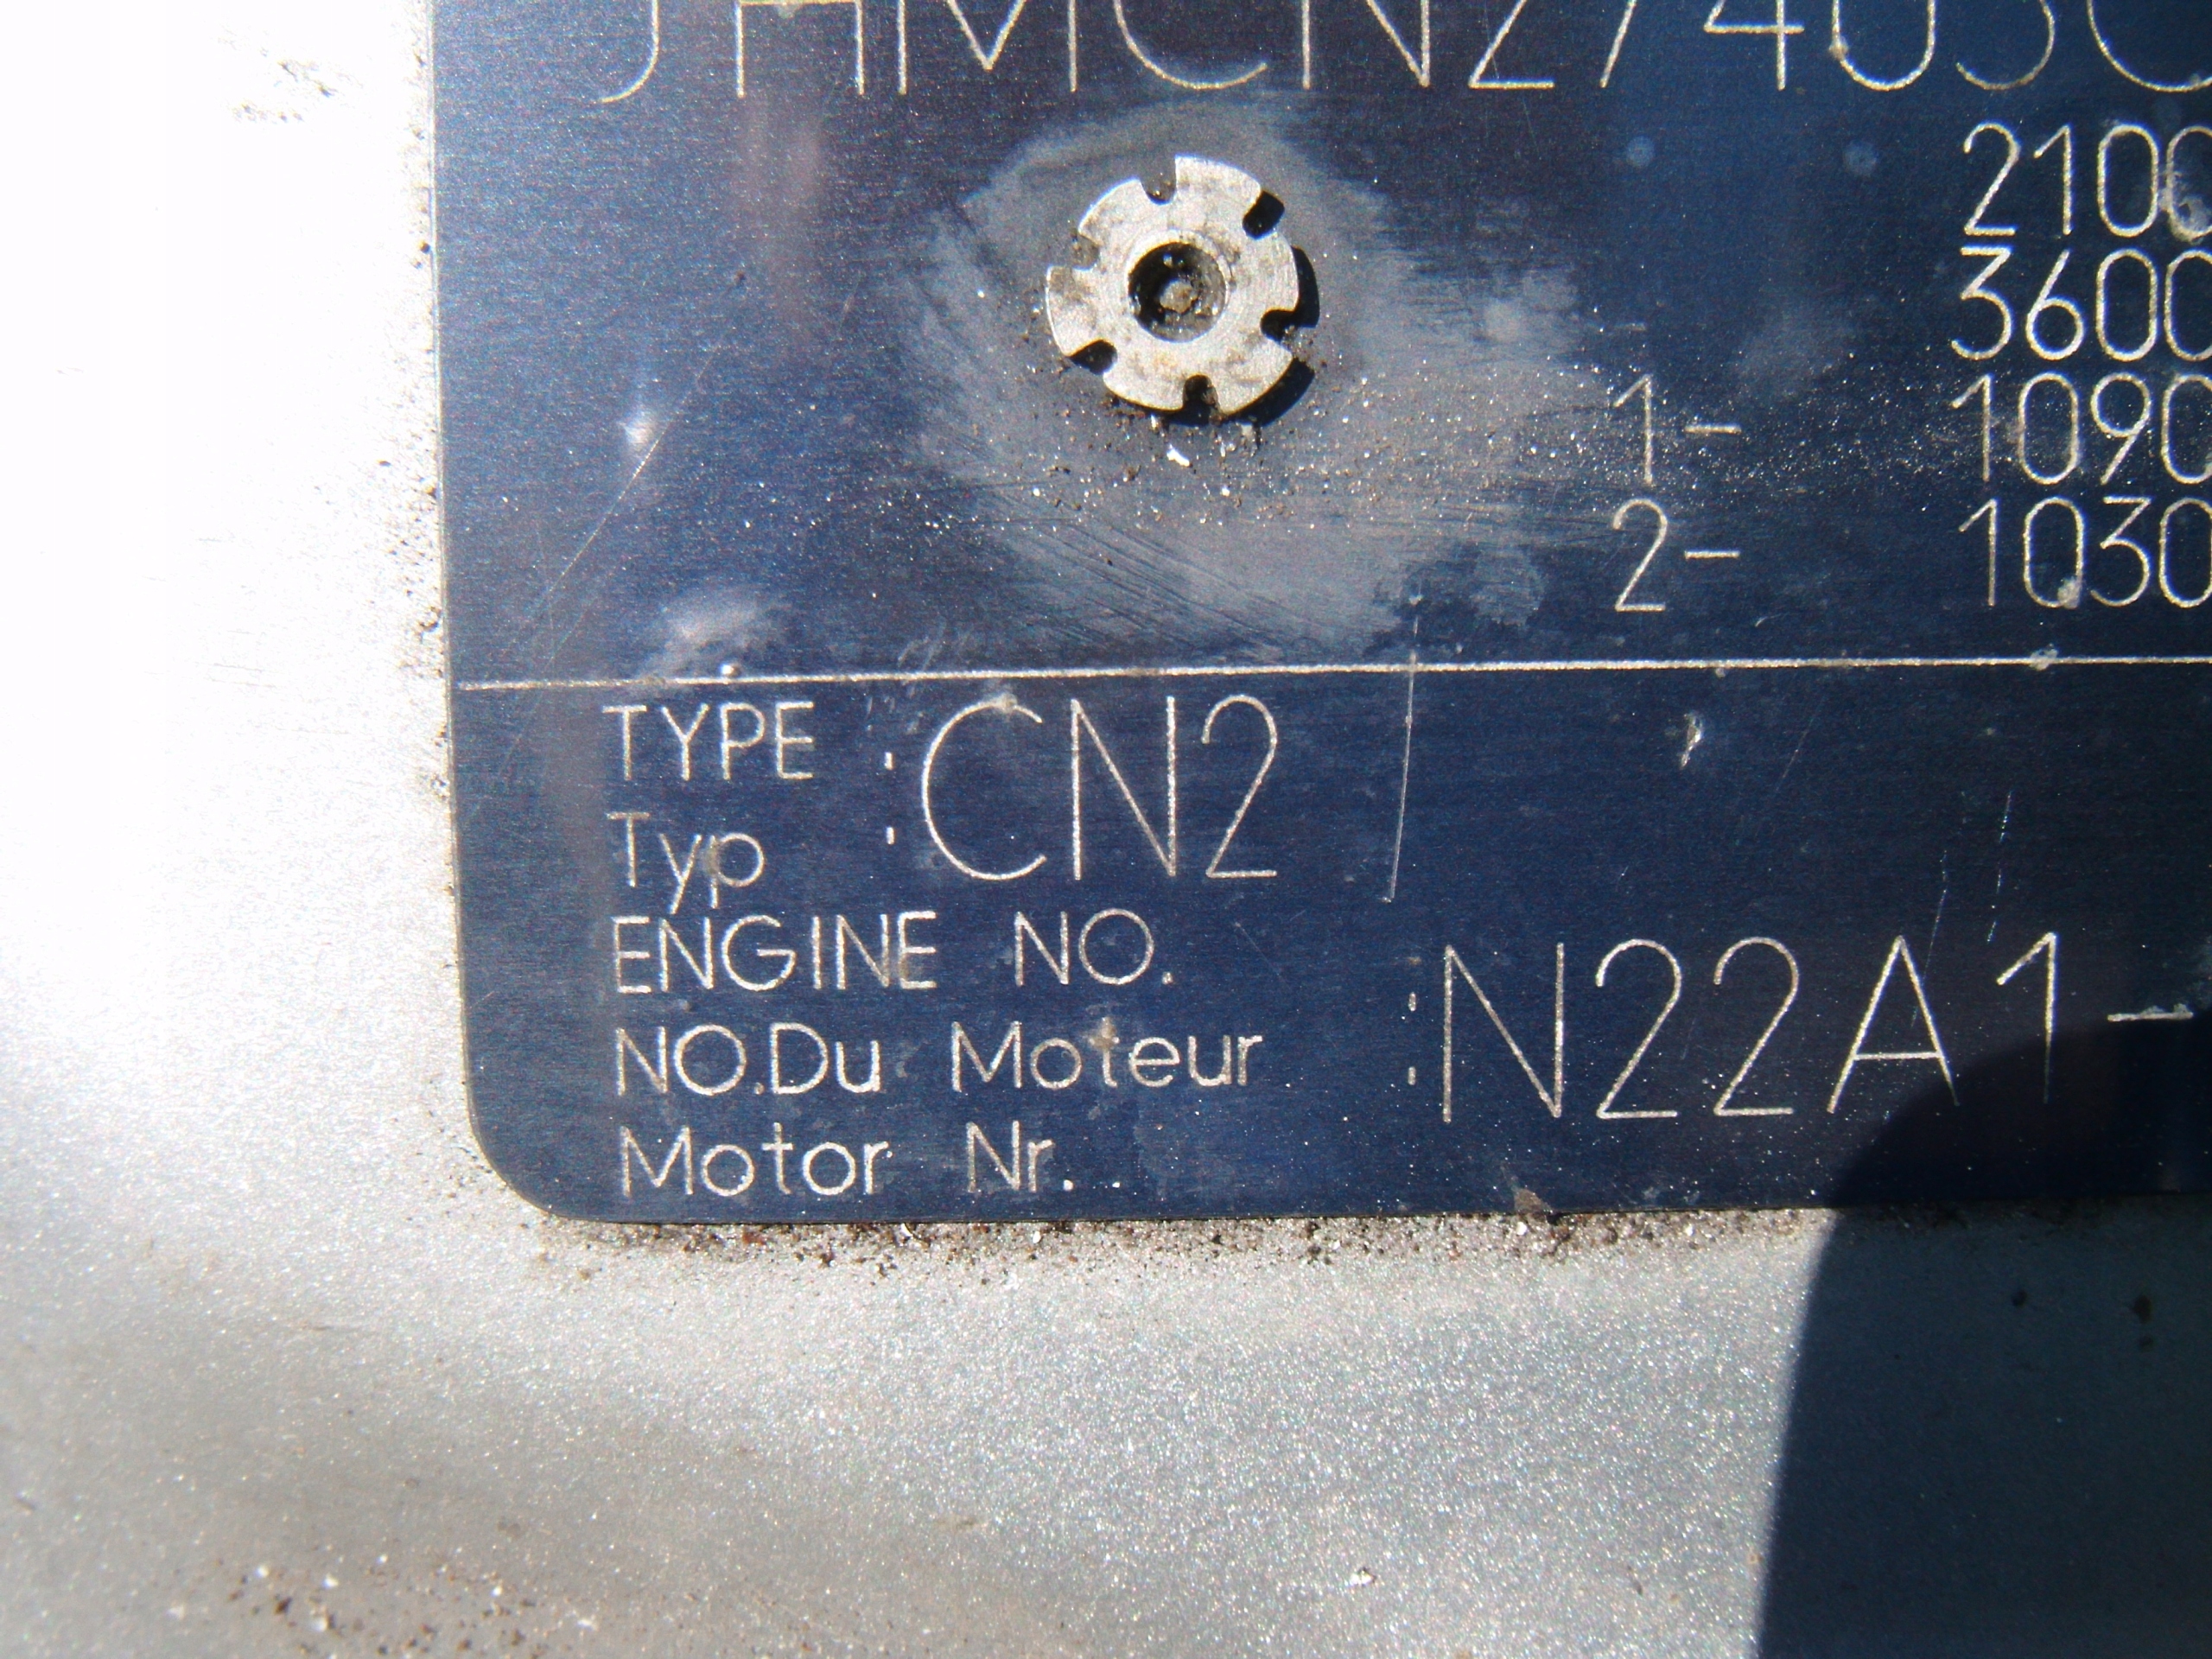 JHMCN27403C
2100
3600
1- 1090
2- 1030
TYPE
Typ
: : CN2
ENGINE NO.
NO.Du Moteur
Motor Nr.
: : N22A1-